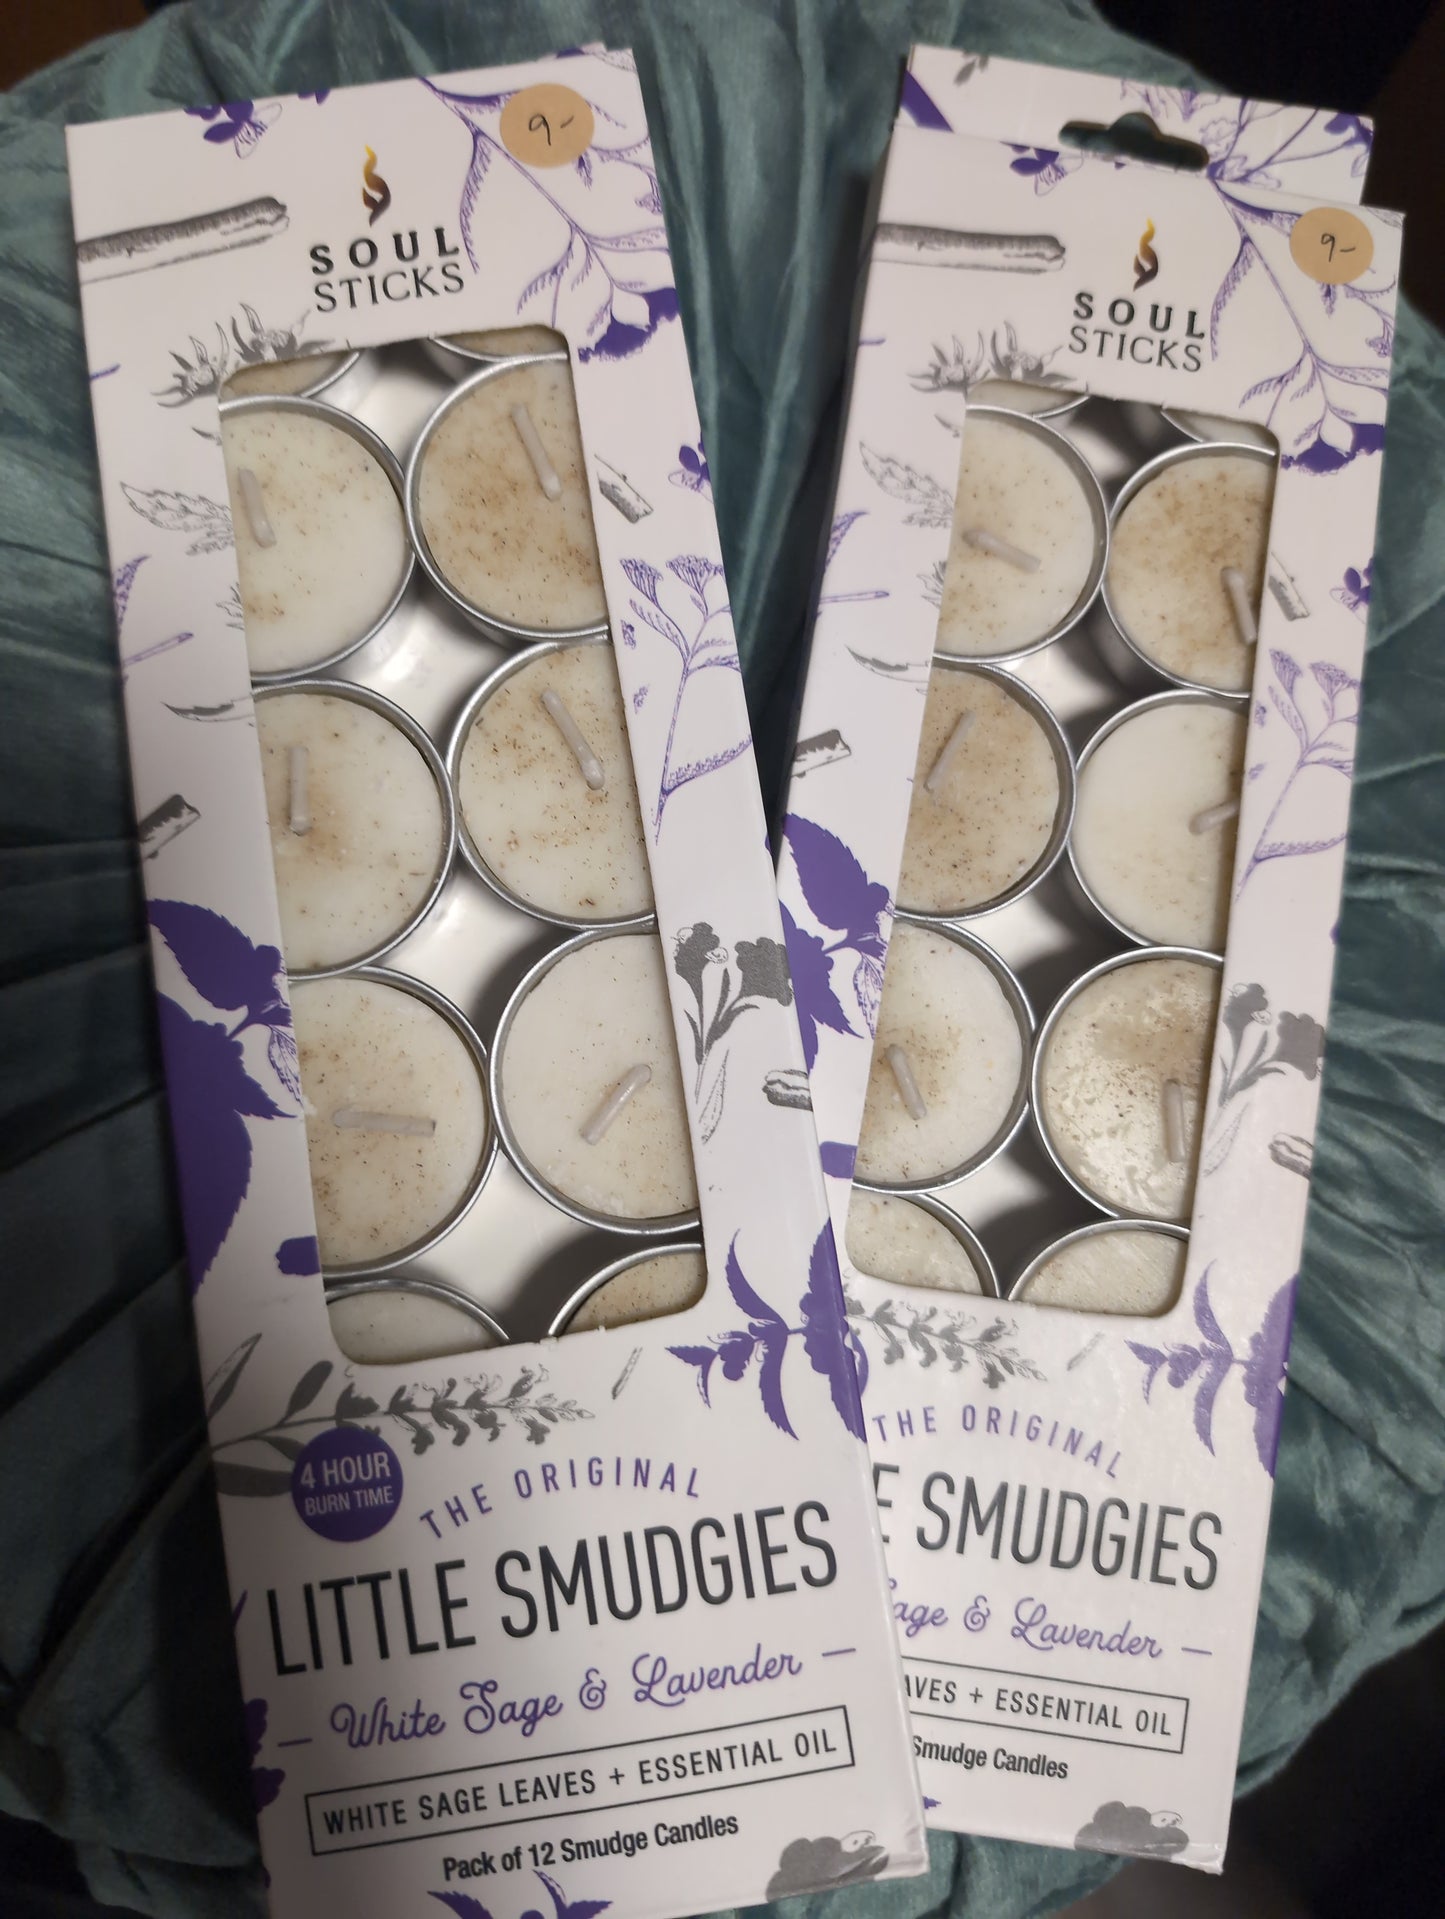 9-
SOUL
STICKS
4 HOUR
BURN TIME
THE ORIGINAL
LITTLE SMUDGIES
White Sage & Lavender
WHITE SAGE LEAVES + ESSENTIAL OIL
Pack of 12 Smudge Candles
9-
SOUL
STICKS
THE ORIGINAL
E SMUDGIES
age & Lavender
AVES + ESSENTIAL OIL
Smudge Candles